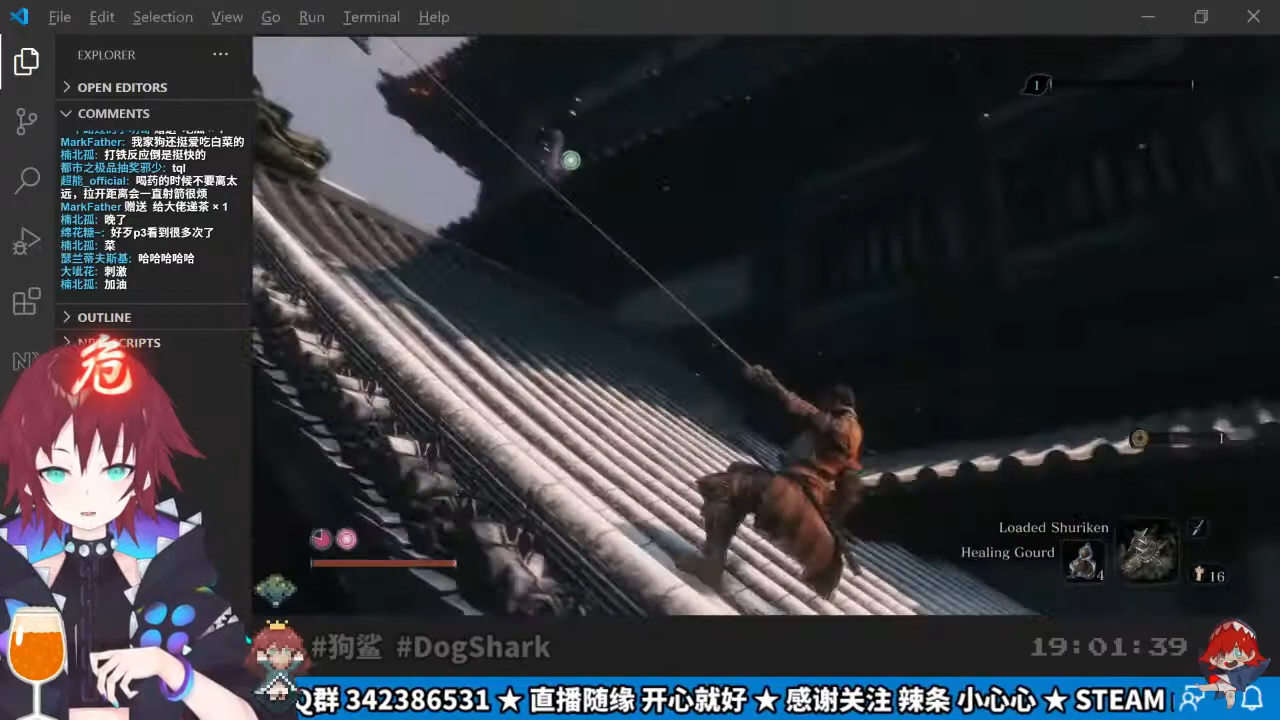 File Edit Selection View Go Run Terminal Help
EXPLORER
OPEN EDITORS
COMMENTS
MarkFather: 我家狗还挺爱吃白菜的
楠北孤: 打铁反应倒是挺快的
都市之极品抽奖邪少: tql
超能_official: 喝药的时候不要离太
远，拉开距离会一直射箭很烦
MarkFather 赠送 给大佬递茶 × 1
楠北孤: 晚了
绵花糖~: 好歹p3看到很多次了
楠北孤: 菜
瑟兰蒂夫斯基: 哈哈哈哈哈
大呲花: 刺激
楠北孤: 加油
OUTLINE
危
1
1
Loaded Shuriken
Healing Gourd
4
16
#狗鲨 #DogShark
19:01:39
Q群 342386531 ★ 直播随缘 开心就好 ★ 感谢关注 辣条 小心心 ★ STEAM